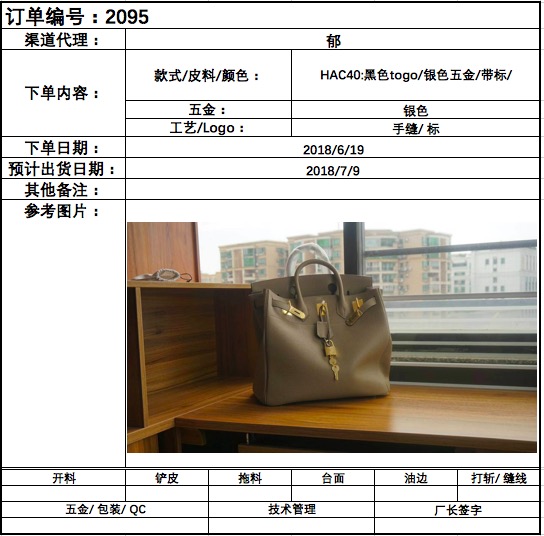 订单编号：2095
渠道代理： 郁
下单内容： 款式/皮料/颜色： HAC40:黑色togo/银色五金/带标/
五金： 银色
工艺/Logo： 手缝/ 标
下单日期： 2018/6/19
预计出货日期： 2018/7/9
其他备注：
参考图片：
开料 铲皮 拖料 台面 油边 打斩/ 缝线
五金/ 包装/ QC 技术管理 厂长签字